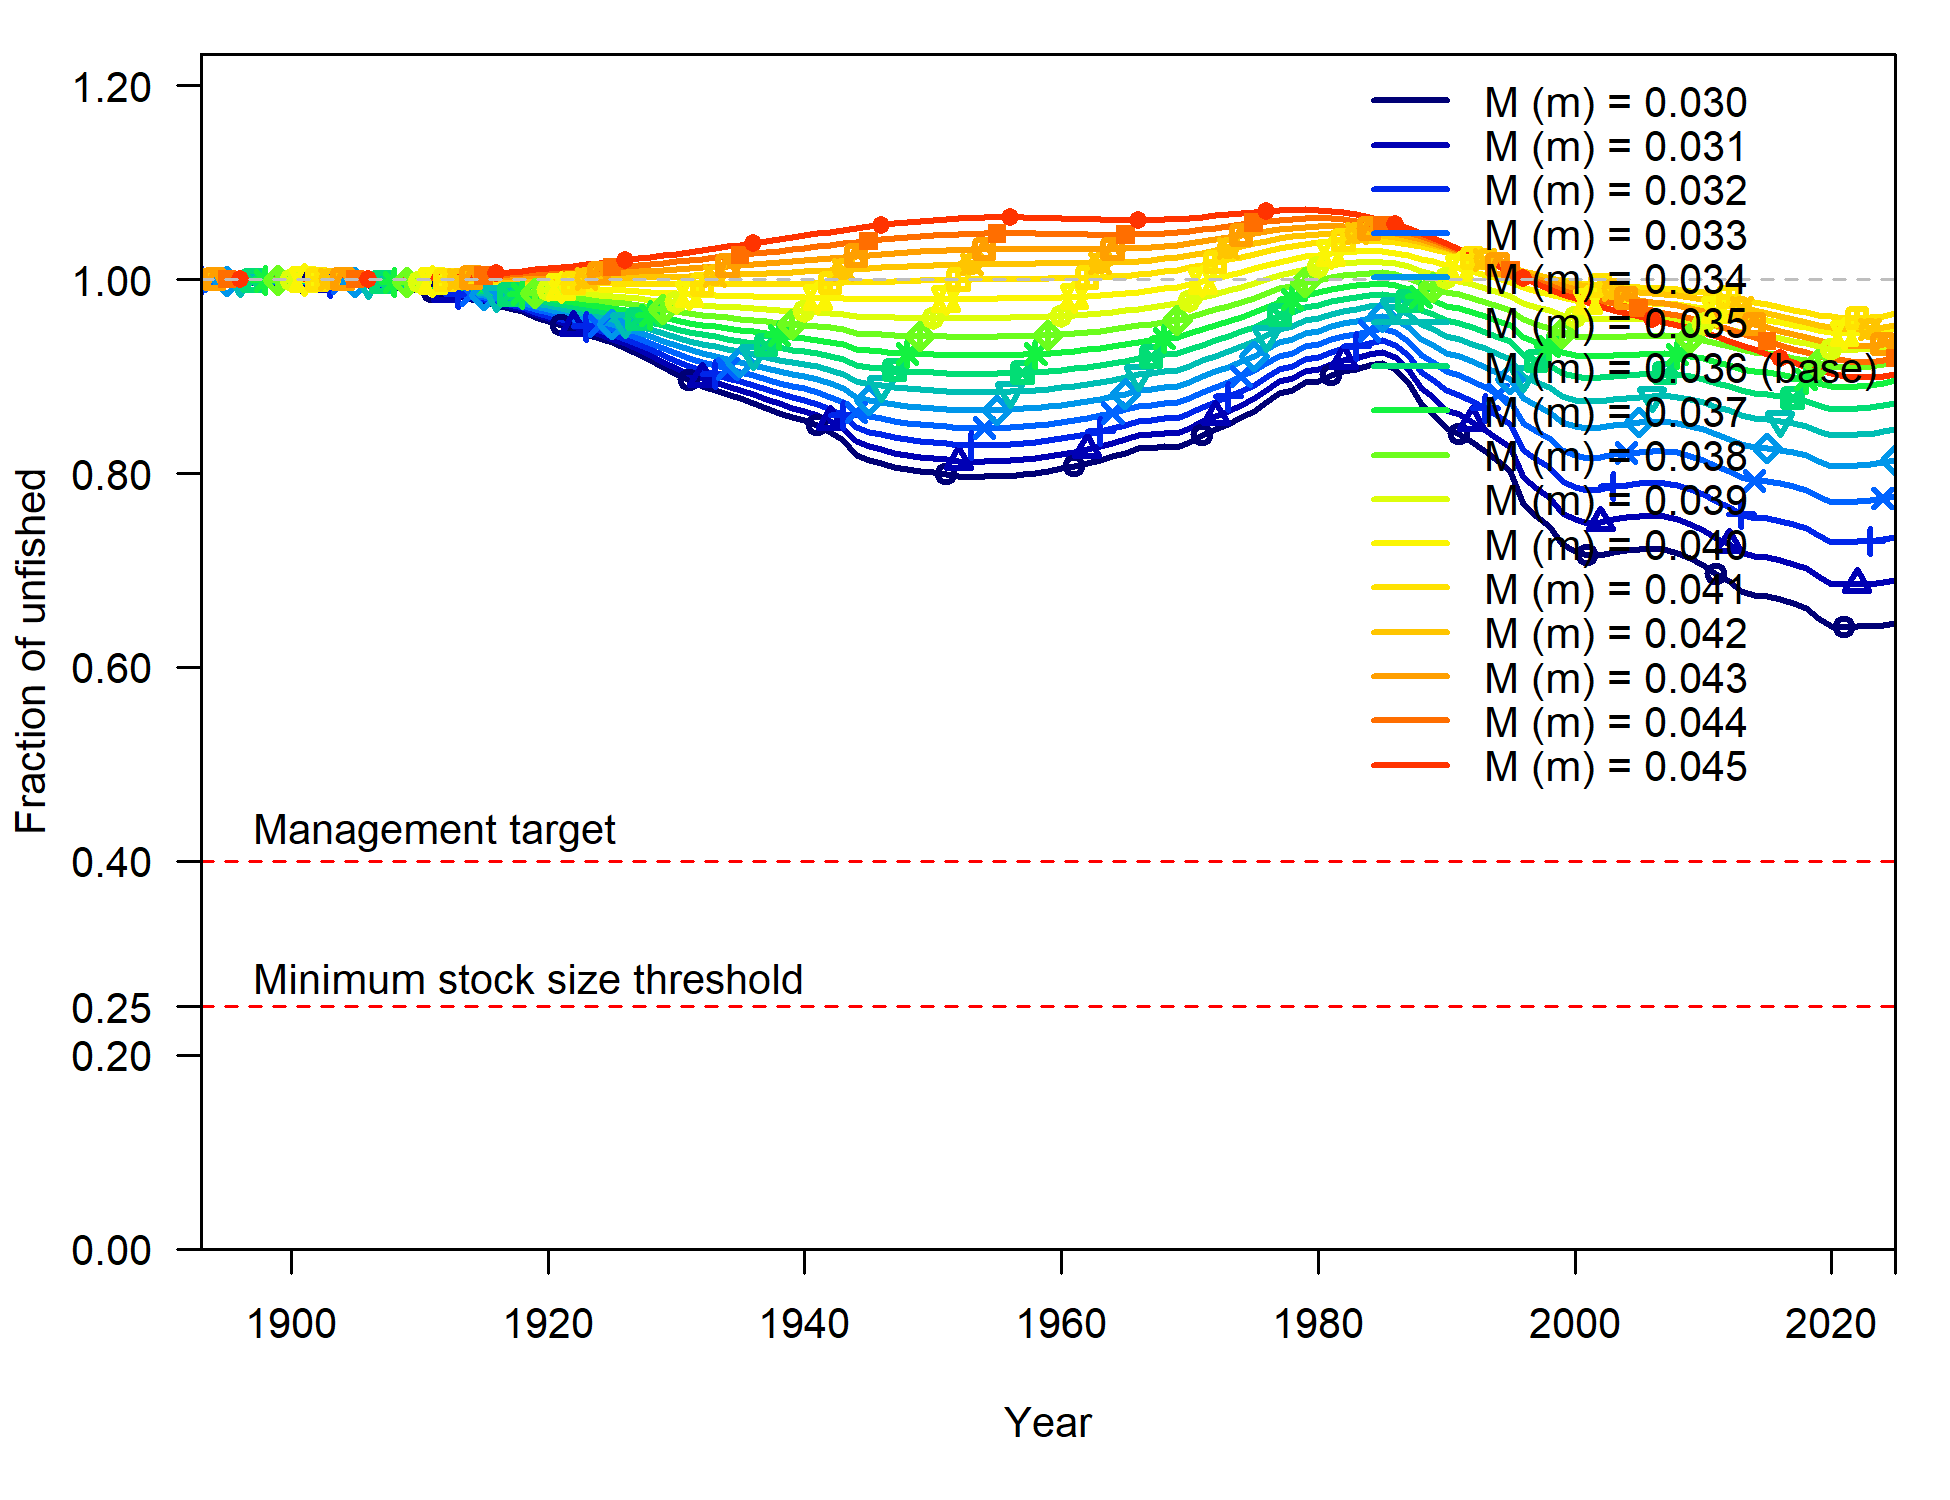 1.20
1.00
0.80
0.60
0.40
0.25
0.20
0.00
Fraction of unfished
M (m) = 0.030
M (m) = 0.031
M (m) = 0.032
M (m) = 0.033
M (m) = 0.034
M (m) = 0.035
M (m) = 0.036 (base)
M (m) = 0.037
M (m) = 0.038
M (m) = 0.039
M (m) = 0.040
M (m) = 0.041
M (m) = 0.042
M (m) = 0.043
M (m) = 0.044
M (m) = 0.045
Management target
Minimum stock size threshold
1900 1920 1940 1960 1980 2000 2020
Year